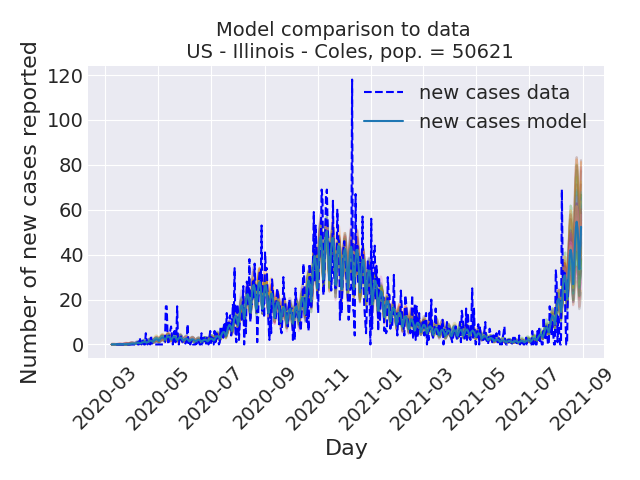 Model comparison to data
US - Illinois - Coles, pop. = 50621
Number of new cases reported
120
100
80
60
40
20
0
new cases data
new cases model
2020-03
2020-05
2020-07
2020-09
2020-11
2021-01
2021-03
2021-05
2021-07
2021-09
Day